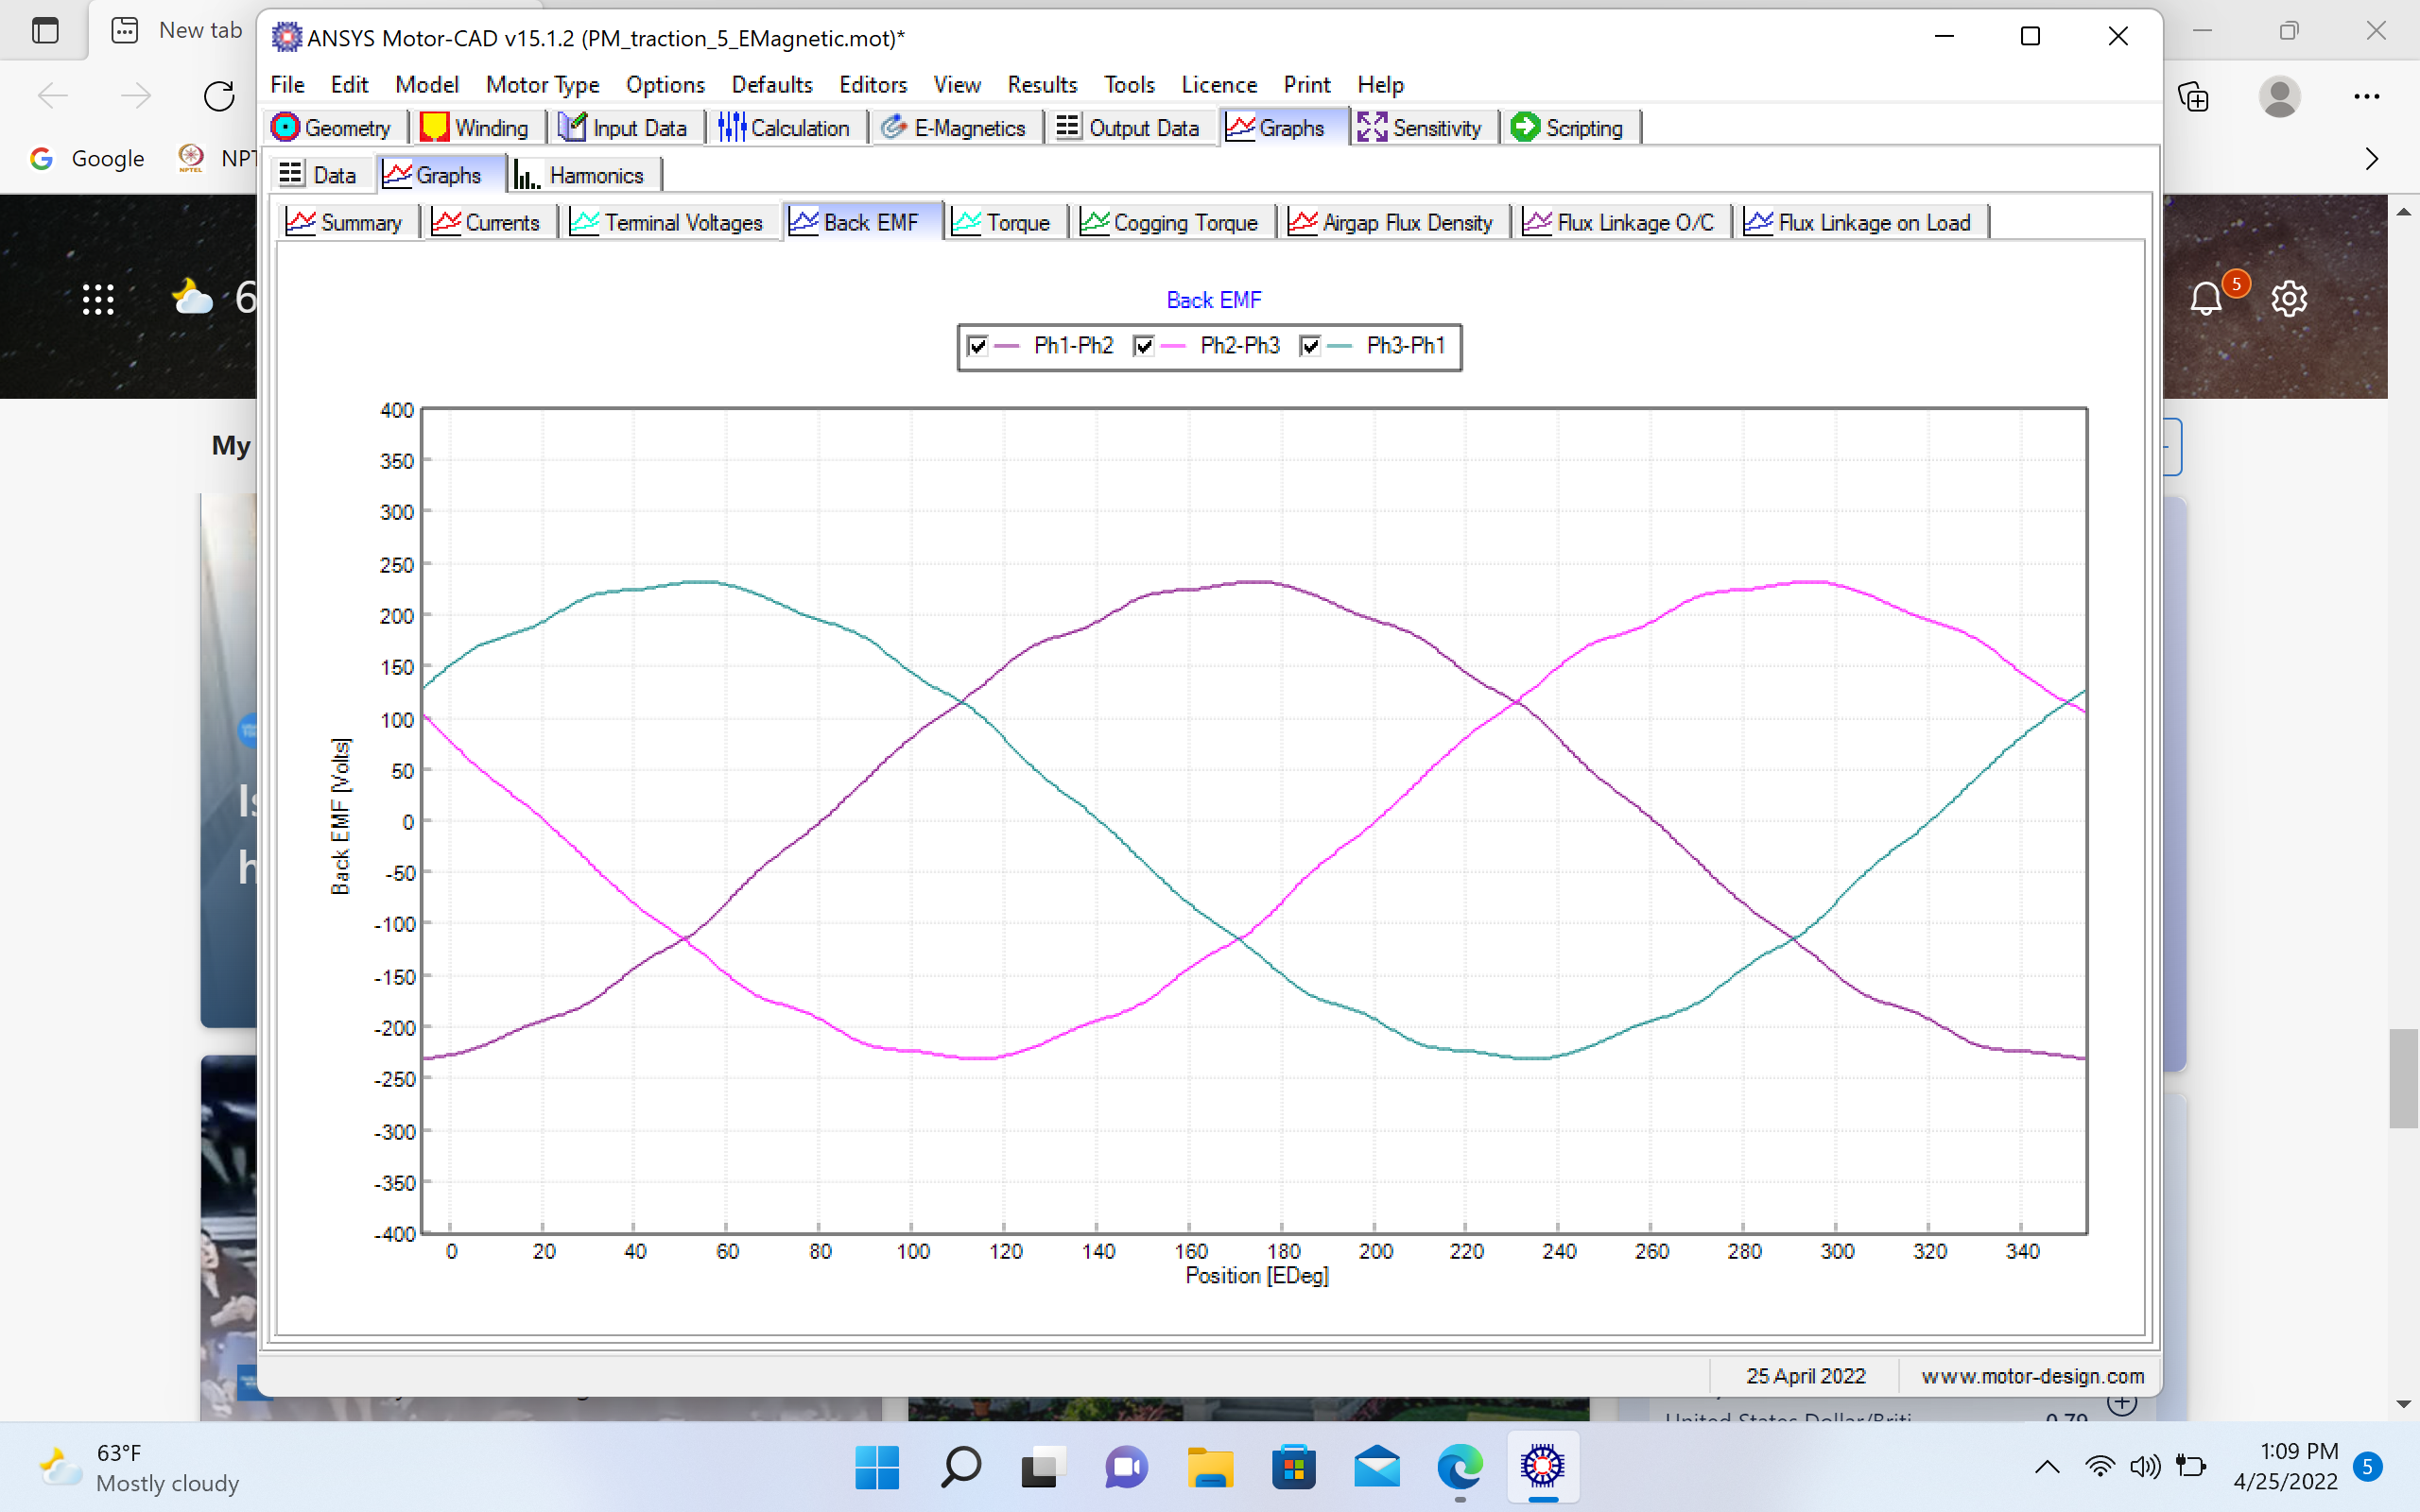 New tab
ANSYS Motor-CAD v15.1.2 (PM_traction_5_EMagnetic.mot)*
File Edit Model Motor Type Options Defaults Editors View Results Tools Licence Print Help
Geometry Winding Input Data Calculation E-Magnetics Output Data Graphs Sensitivity Scripting
Google NPT
Data Graphs Harmonics
Summary Currents Terminal Voltages Back EMF Torque Cogging Torque Airgap Flux Density Flux Linkage O/C Flux Linkage on Load
6
5
Back EMF
Ph1-Ph2 Ph2-Ph3 Ph3-Ph1
My
400
350
300
250
200
150
100
50
0
-50
-100
-150
-200
-250
-300
-350
-400
Back EMF [Volts]
0 20 40 60 80 100 120 140 160 180 200 220 240 260 280 300 320 340
Position [EDeg]
25 April 2022 www.motor-design.com
63°F
Mostly cloudy
1:09 PM
4/25/2022
5